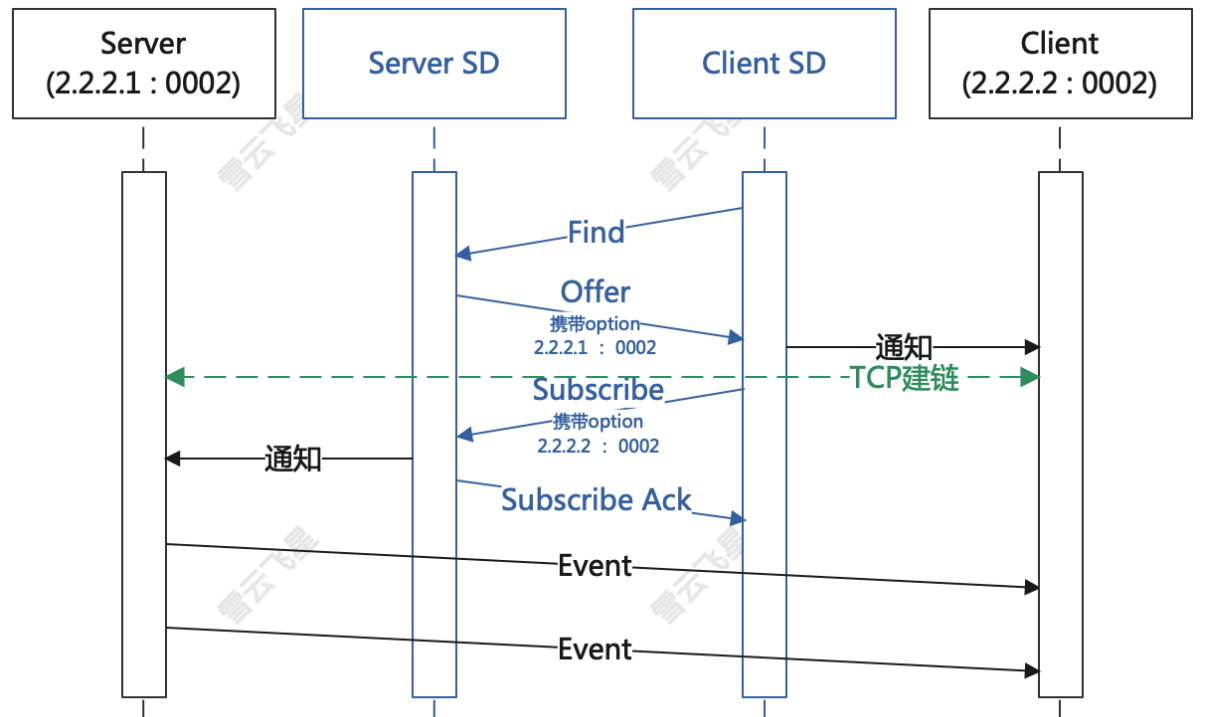 Server
(2.2.2.1 : 0002)
Server SD
Client SD
Client
(2.2.2.2 : 0002)
雪云飞星
雪云飞星
Find
Offer
携带option
2.2.2.1 : 0002
通知
TCP建链
Subscribe
携带option
2.2.2.2 : 0002
通知
Subscribe Ack
雪云飞星
雪云飞星
Event
Event